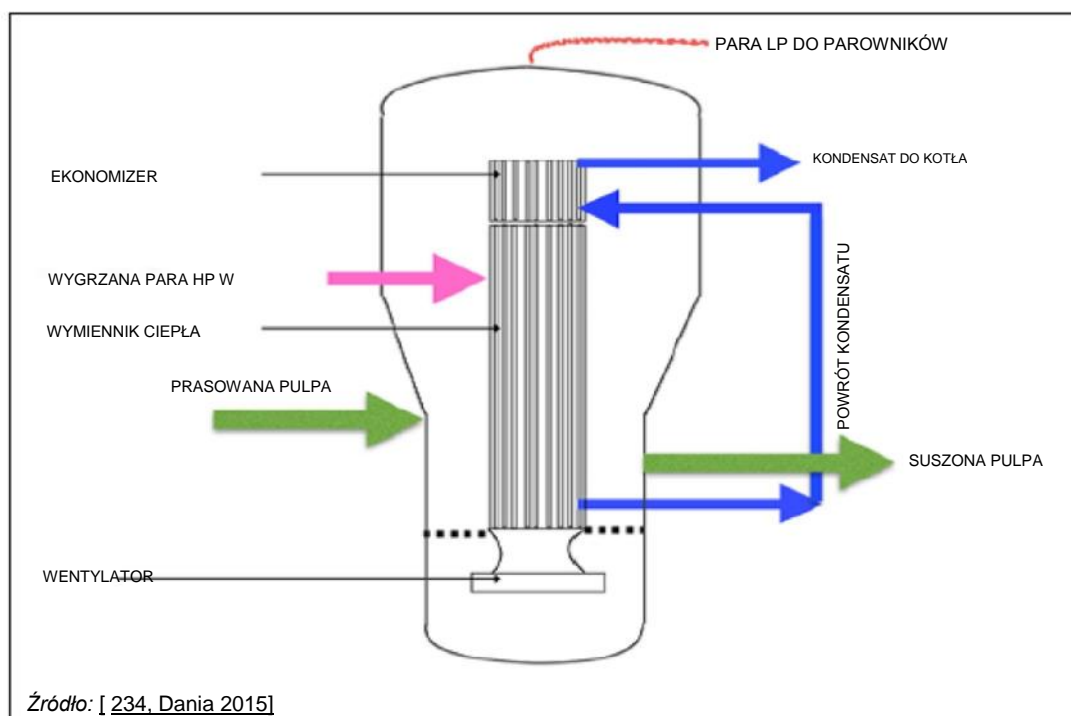 PARA LP DO PAROWNIKÓW
KONDENSAT DO KOTŁA
EKONOMIZER
WYGRZANA PARA HP W
WYMIENNIK CIEPŁA
POWRÓT KONDENSATU
PRASOWANA PULPA
SUSZONA PULPA
WENTYLATOR
Źródło: [ 234, Dania 2015]